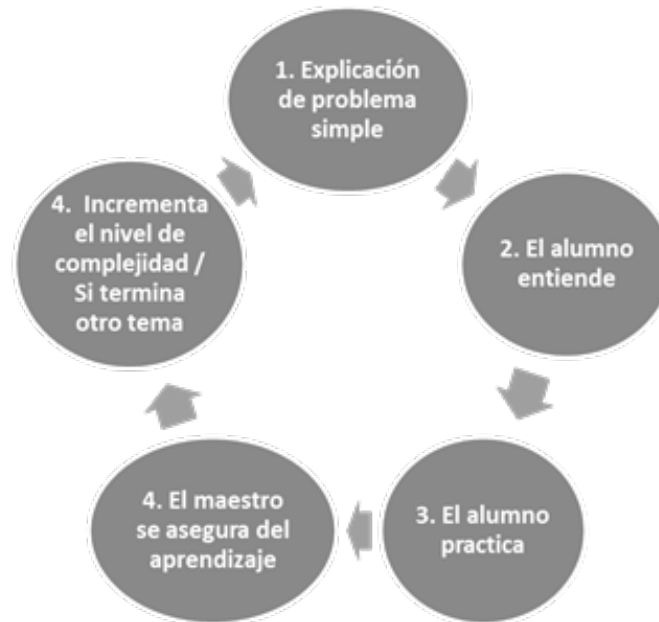 1. Explicación
de problema
simple
2. El alumno
entiende
3. El alumno
practica
4. El maestro
se asegura del
aprendizaje
4. Incrementa
el nivel de
complejidad /
Si termina
otro tema